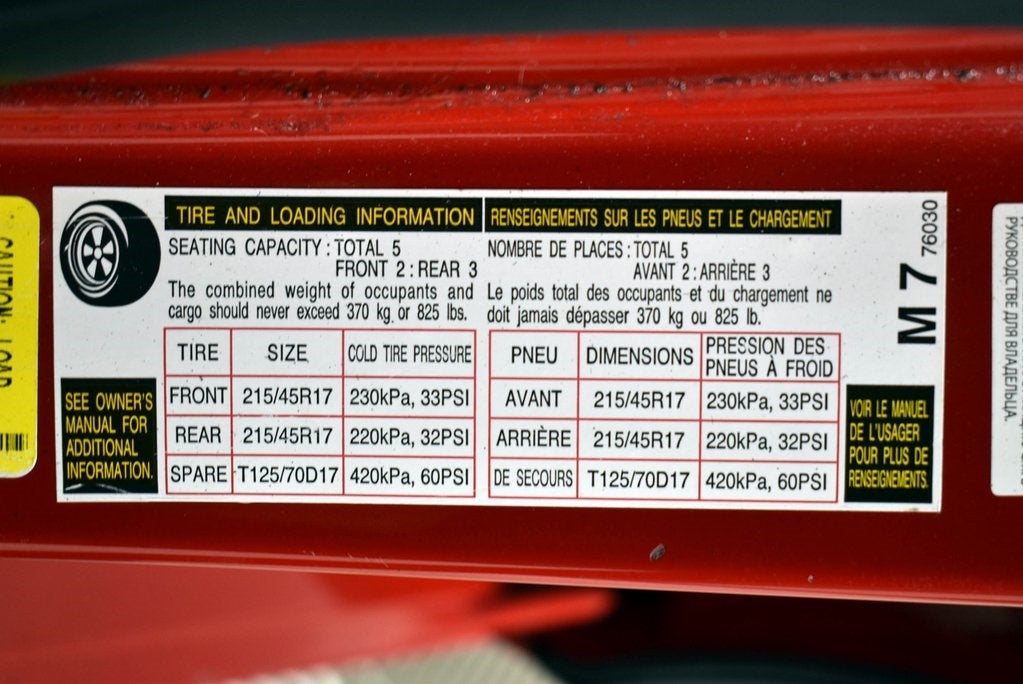 CAUTION: LOAD
TIRE AND LOADING INFORMATION
SEATING CAPACITY : TOTAL 5
FRONT 2 : REAR 3
The combined weight of occupants and
cargo should never exceed 370 kg or 825 lbs.
TIRE SIZE COLD TIRE PRESSURE
FRONT 215/45R17 230kPa, 33PSI
REAR 215/45R17 220kPa, 32PSI
SPARE T125/70D17 420kPa, 60PSI
SEE OWNER'S
MANUAL FOR
ADDITIONAL
INFORMATION.
RENSEIGNEMENTS SUR LES PNEUS ET LE CHARGEMENT
NOMBRE DE PLACES : TOTAL 5
AVANT 2 : ARRIÈRE 3
Le poids total des occupants et du chargement ne
doit jamais dépasser 370 kg ou 825 lb.
PNEU DIMENSIONS PRESSION DES
PNEUS À FROID
AVANT 215/45R17 230kPa, 33PSI
ARRIÈRE 215/45R17 220kPa, 32PSI
DE SECOURS T125/70D17 420kPa, 60PSI
VOIR LE MANUEL
DE L'USAGER
POUR PLUS DE
RENSEIGNEMENTS.
M 7 76030
РУКОВОДСТВЕ ДЛЯ ВЛАДЕЛЬЦА.